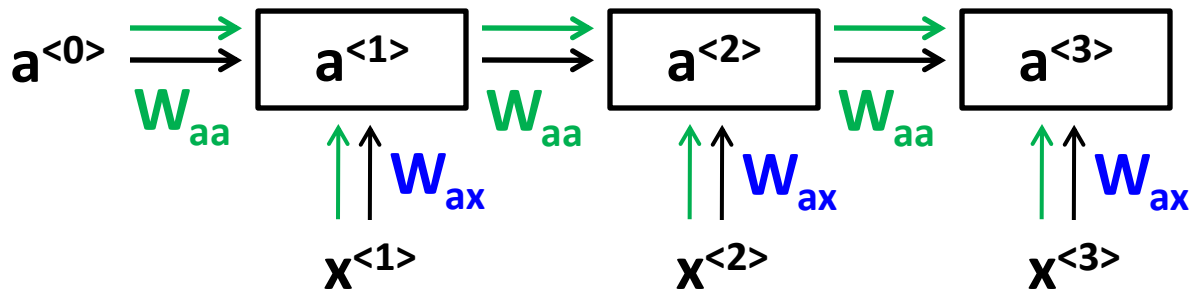 a<0> a<1> a<2> a<3>
Waa Waa Waa
Wax Wax Wax
x<1> x<2> x<3>